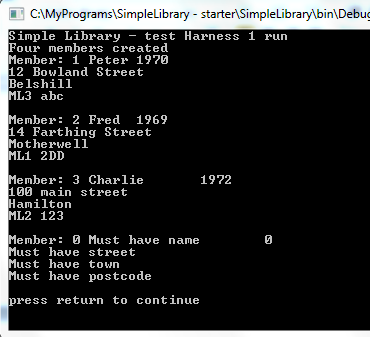 C:\MyPrograms\SimpleLibrary - starter\SimpleLibrary\bin\Debug
Simple Library - test Harness 1 run
Four members created
Member: 1 Peter 1970
12 Bowland Street
Belshill
ML3 abc
Member: 2 Fred 1969
14 Farthing Street
Motherwell
ML1 2DD
Member: 3 Charlie 1972
100 main street
Hamilton
ML2 123
Member: 0 Must have name 0
Must have street
Must have town
Must have postcode
press return to continue